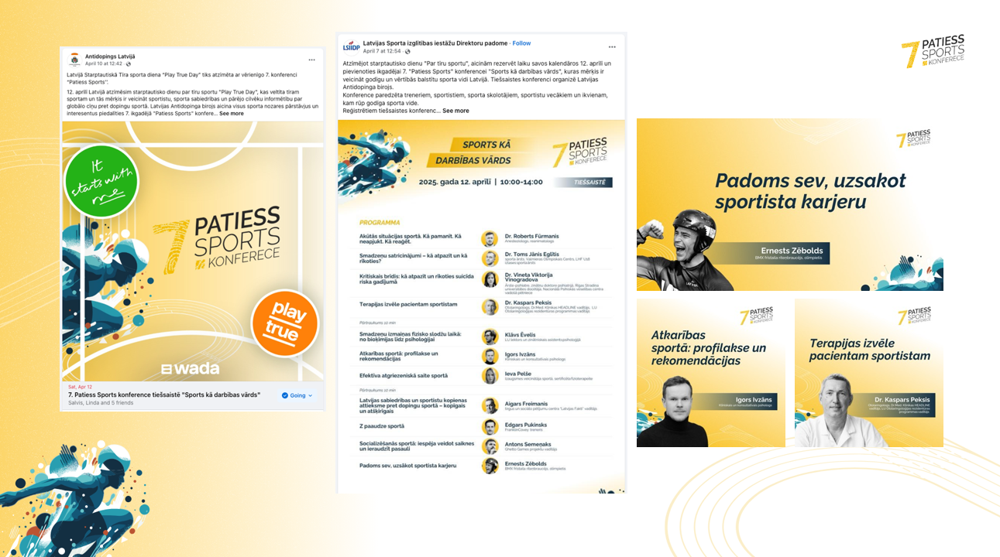 Antidopings Latvijā
April 10 at 12:42
Latvijā Starptautiskā Tīra sporta diena "Play True Day" tiks atzīmēta ar vērienīgo 7. konferenci
"Patiess Sports".
12. aprīlī Latvijā atzīmēsim starptautisko dienu par tīru sportu "Play True Day", kas veltīta tīram
sportam un tās mērķis ir veicināt sportistu, sporta sabiedrības un pārējo cilvēku informētību par
globālo cīņu pret dopingu sportā. Latvijas Antidopinga birojs aicina visus sporta nozares pārstāvjus un
interesentus piedalīties 7. ikgadējā "Patiess Sports" konfere... See more
It
starts with
me
7 PATIESS
SPORTS
KONFERECE
play
true
wada
Sat, Apr 12
7. Patiess Sports konference tiešsaistē "Sports kā darbības vārds"
Salvis, Linda and 5 friends
Going
LSIIDP
Latvijas Sporta izglītības iestāžu Direktoru padome · Follow
April 7 at 12:54
Atzīmējot starptautisko dienu "Par tīru sportu", aicinām rezervēt laiku savos kalendāros 12. aprīlī un
pievienoties ikgadējai 7. "Patiess Sports" konferencei "Sports kā darbības vārds", kuras mērķis ir
veicināt godīgu un vērtībās balstītu sporta vidi Latvijā. Tiešsaistes konferenci organizē Latvijas
Antidopinga birojs.
Konference paredzēta treneriem, sportistiem, sporta skolotājiem, sportistu vecākiem un ikvienam,
kam rūp godīga sporta vide.
Reģistrētiem tiešsaistes konferenc... See more
SPORTS KĀ
DARBĪBAS VĀRDS
7 PATIESS
SPORTS
KONFERECE
2025. gada 12. aprīlī | 10:00-14:00
TIEŠSAISTĒ
PROGRAMMA
Akūtās situācijas sportā. Kā pamanīt. Kā
neapjukt. Kā reaģēt.
Dr. Roberts Fūrmanis
Anesteziologs, reanimatologs
Smadzeņu satricinājumi – kā atpazīt un kā
rīkoties?
Dr. Toms Jānis Eglītis
Kritiskais brīdis: kā atpazīt un rīkoties suicīda
riska gadījumā
Dr. Vineta Viktorija
Vinogradova
Terapijas izvēle pacientam sportistam
Dr. Kaspars Peksis
Pārtraukums 10 min
Smadzeņu izmaiņas fizisko slodžu laikā:
no bioķīmijas līdz psiholoģijai
Klāvs Ēvelis
Atkarības sportā: profilakse un
rekomendācijas
Igors Ivzāns
Klīniskais un konsultatīvais psihologs
Efektīva atgriezeniskā saite sportā
Ieva Pelše
Pārtraukums 10 min
Latvijas sabiedrības un sportistu kopienas
attieksme pret dopingu sportā – kopīgais
un atšķirīgais
Aigars Freimanis
Z paaudze sportā
Edgars Pukinsks
Socializēšanās sportā: iespēja veidot saiknes
un ieraudzīt pasauli
Antons Semeņaks
Ghetto Games projektu vadītājs
Padoms sev, uzsākot sportista karjeru
Ernests Zēbolds
BMX frīstaila riteņbraucējs, olimpietis
7 PATIESS
SPORTS
KONFERECE
7 PATIESS
SPORTS
KONFERECE
Padoms sev, uzsakot
sportista karjeru
Ernests Zēbolds
BMX frīstaila riteņbraucējs, olimpietis
7 PATIESS
SPORTS
KONFERECE
Atkarības
sportā: profilakse un
rekomendācijas
Igors Ivzāns
Klīniskais un konsultatīvais psihologs
7 PATIESS
SPORTS
KONFERECE
Terapijas izvēle
pacientam sportistam
Dr. Kaspars Peksis